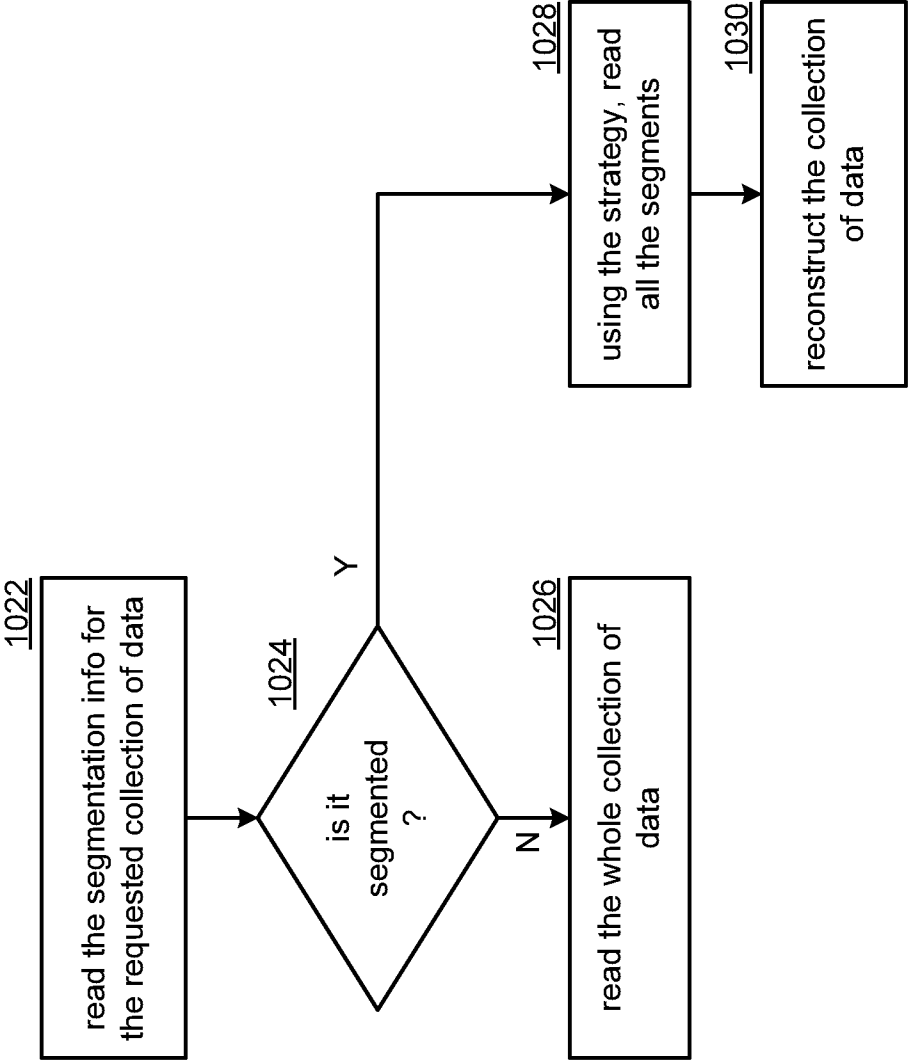 1022
read the segmentation info for
the requested collection of data
1024
is it
segmented
?
Y
N
1026
read the whole collection of
data
1028
using the strategy, read
all the segments
1030
reconstruct the collection
of data